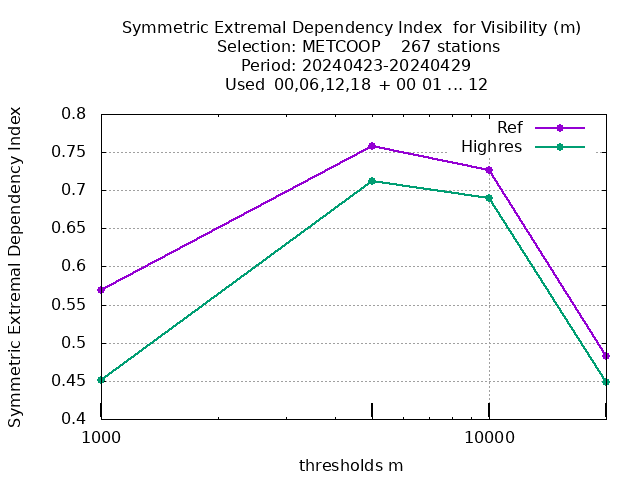 Symmetric Extremal Dependency Index  for Visibility (m)
Selection: METCOOP    267 stations
Period: 20240423-20240429
Used  00,06,12,18  + 00 01 ... 12
Symmetric Extremal Dependency Index
0.8
0.75
0.7
0.65
0.6
0.55
0.5
0.45
0.4
Ref
Highres
1000
10000
thresholds m